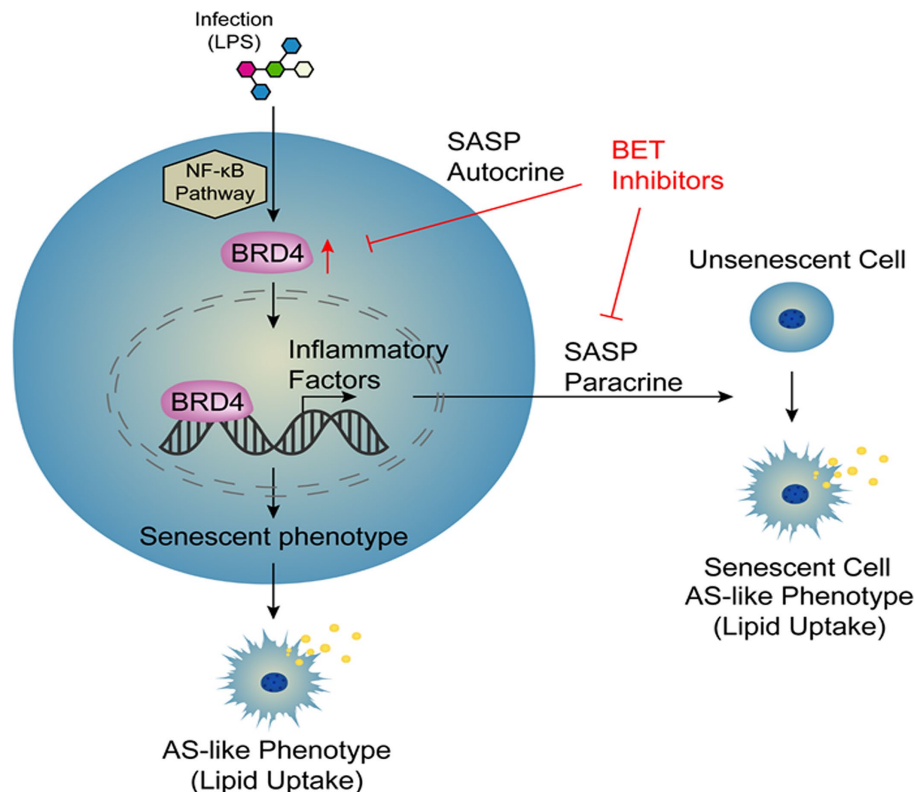 Infection
(LPS)
NF-κB
Pathway
SASP
Autocrine
BET
Inhibitors
BRD4
Unsenescent Cell
Inflammatory
Factors
SASP
Paracrine
BRD4
Senescent phenotype
Senescent Cell
AS-like Phenotype
(Lipid Uptake)
AS-like Phenotype
(Lipid Uptake)